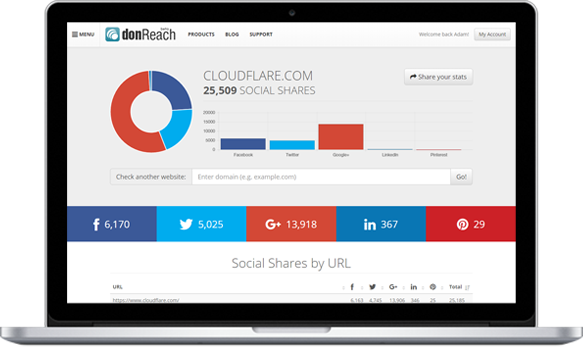 MENU donReach PRODUCTS BLOG SUPPORT Welcome back Adam! My Account
CLOUDFLARE.COM
25,509 SOCIAL SHARES
Share your stats
20000
15000
10000
5000
0
Facebook Twitter Google+ LinkedIn Pinterest
Check another website: Enter domain (e.g, example.com) Go!
6,170 5,025 13,918 367 29
Social Shares by URL
URL Total
https://www.cloudflare.com/ 6,163 4,745 13,906 346 25 25,185